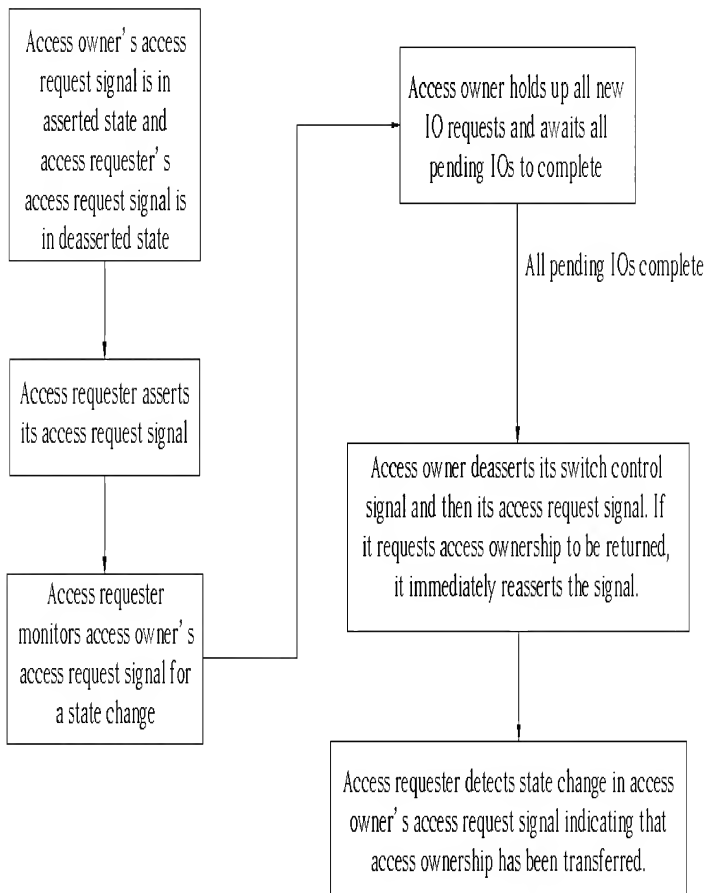 Access owner's access
request signal is in
asserted state and
access requester's
access request signal is
in deasserted state
Access requester asserts
its access request signal
Access requester
monitors access owner's
access request signal for
a state change
Access owner holds up all new
IO requests and awaits all
pending IOs to complete
All pending IOs complete
Access owner deasserts its switch control
signal and then its access request signal. If
it requests access ownership to be returned,
it immediately reasserts the signal.
Access requester detects state change in access
owner's access request signal indicating that
access ownership has been transferred.